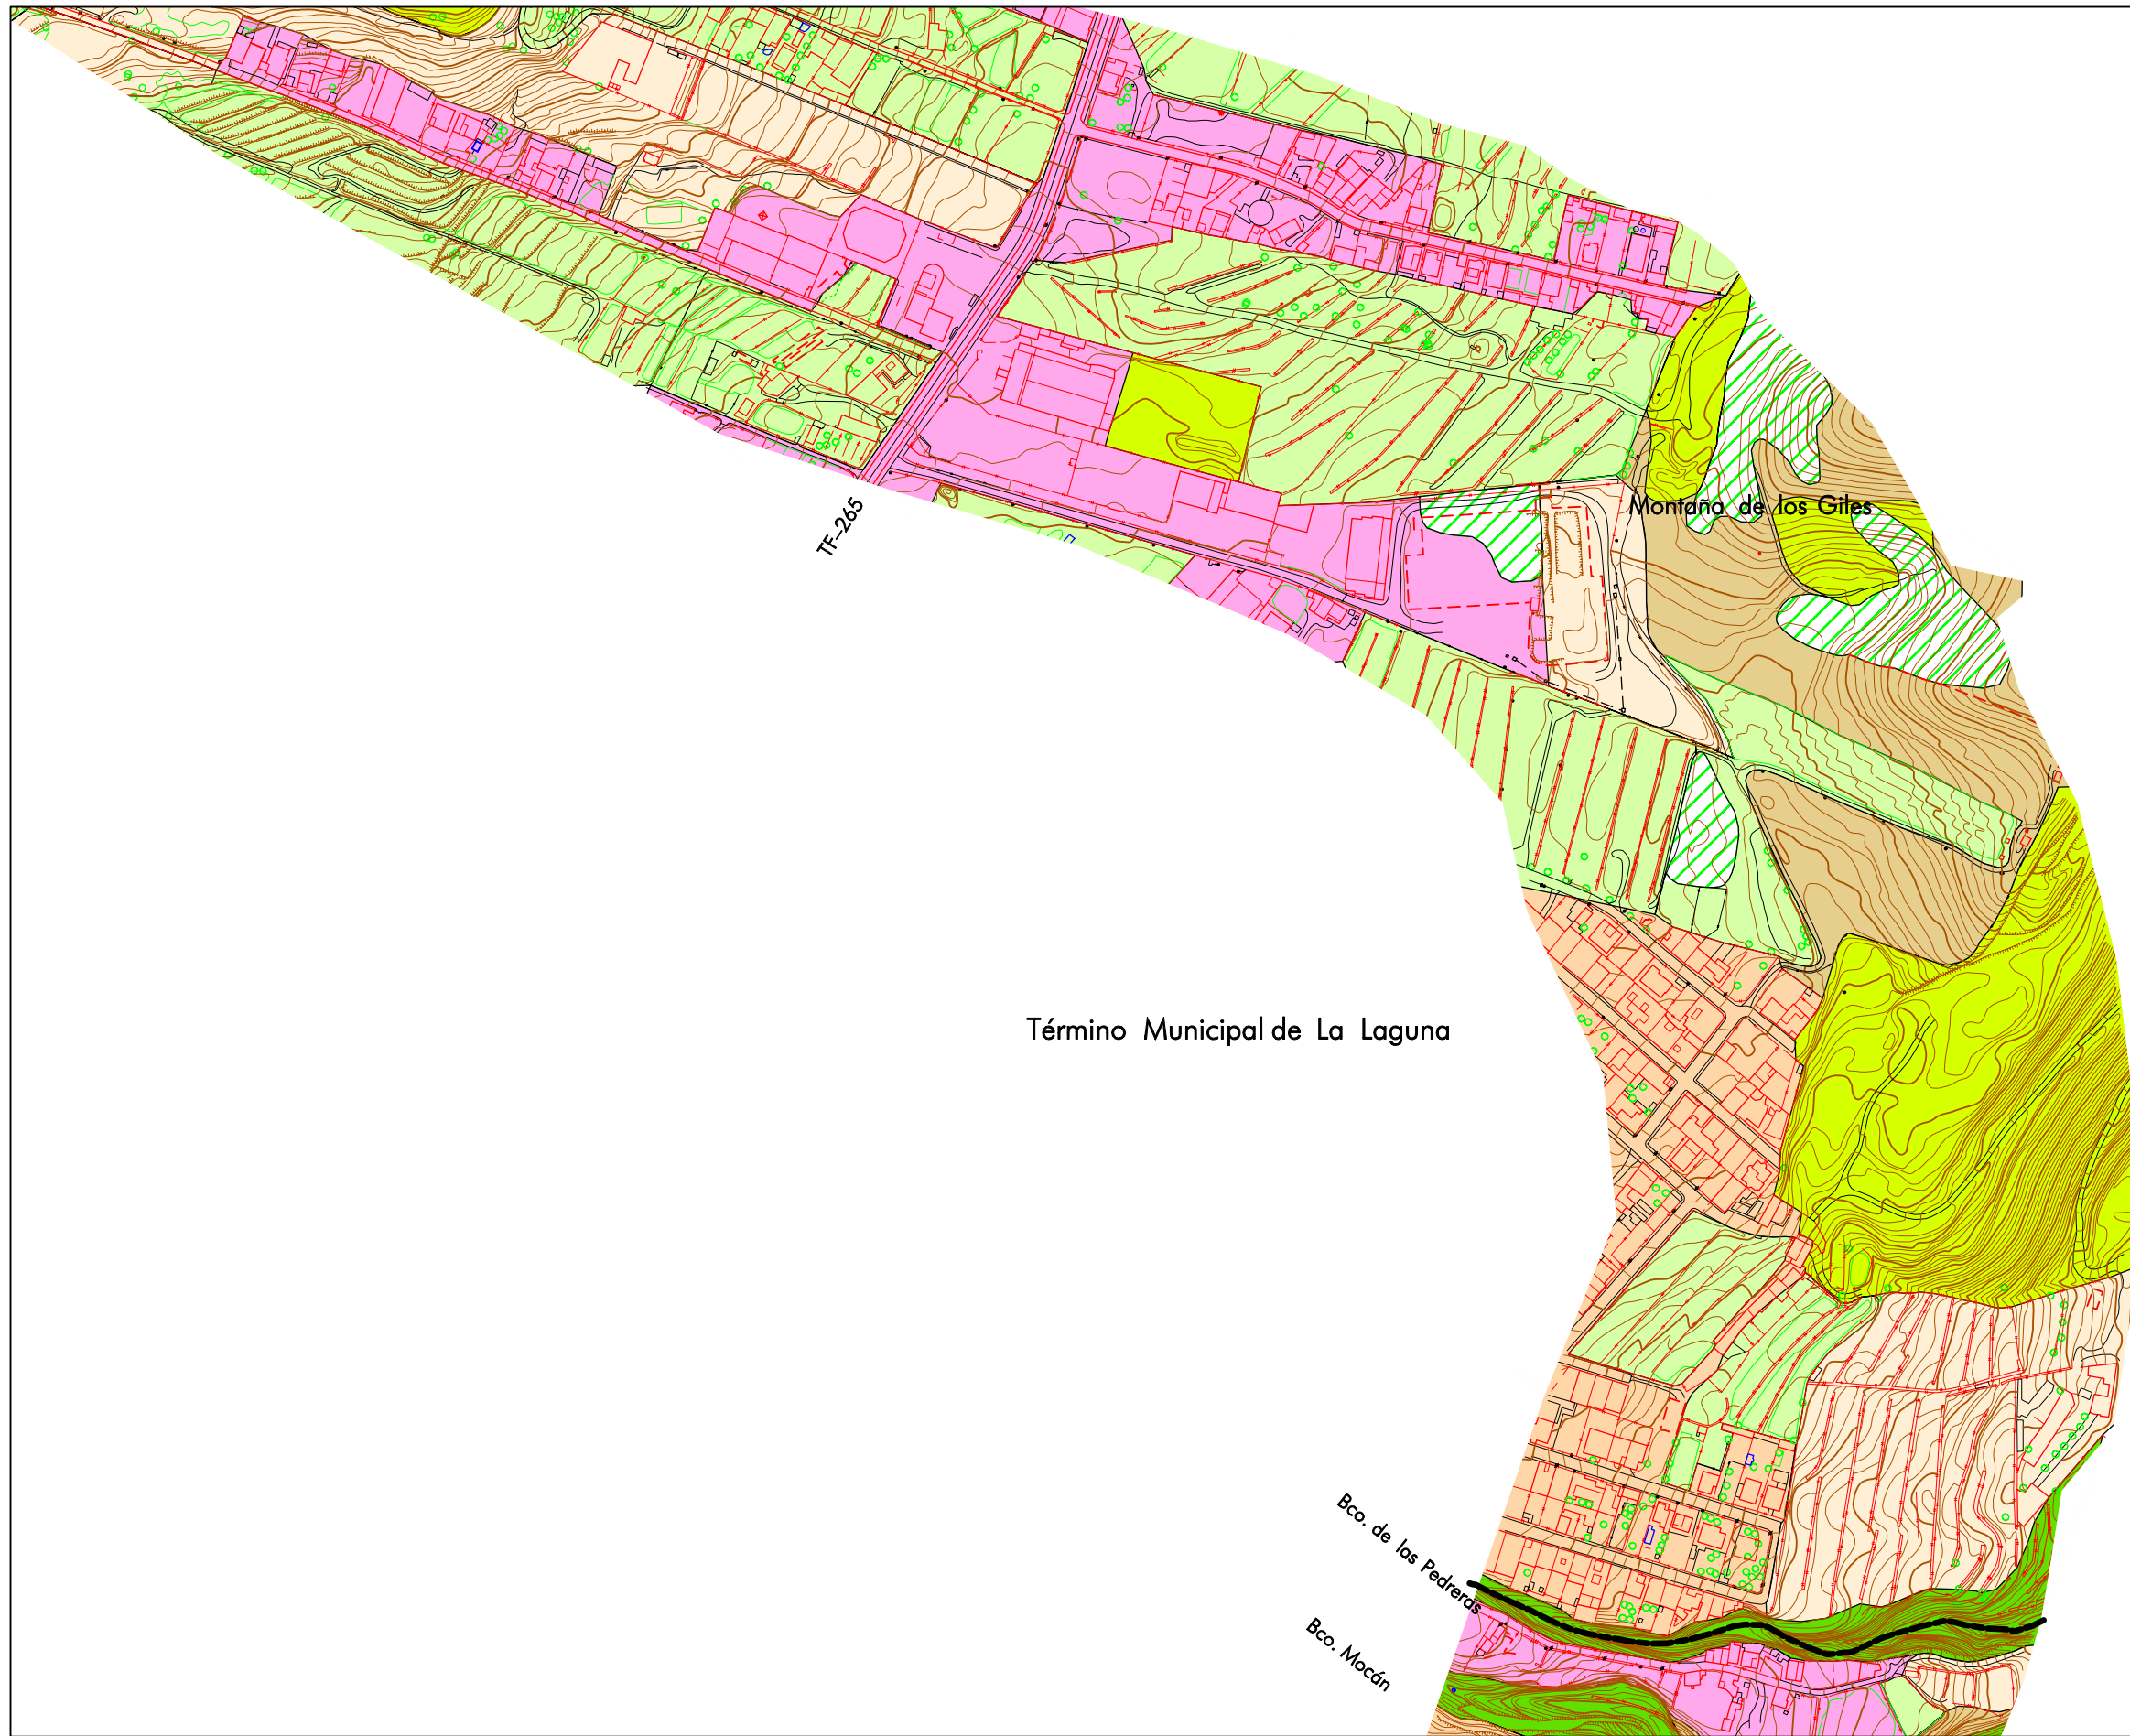 TF-265
Montaña de los Giles
Término Municipal de La Laguna
Bco. de las Pedreras
Bco. Mocán